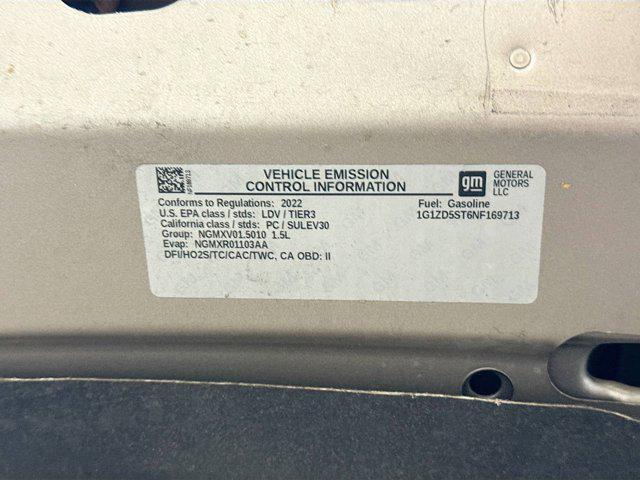 VEHICLE EMISSION
CONTROL INFORMATION
gm
GENERAL
MOTORS
LLC
Conforms to Regulations: 2022
U.S. EPA class / stds: LDV / TIER3
California class / stds: PC / SULEV30
Group: NGMXV01.5010 1.5L
Evap: NGMXR01103AA
DFI/HO2S/TC/CAC/TWC, CA OBD: II
Fuel: Gasoline
1G1ZD5ST6NF169713